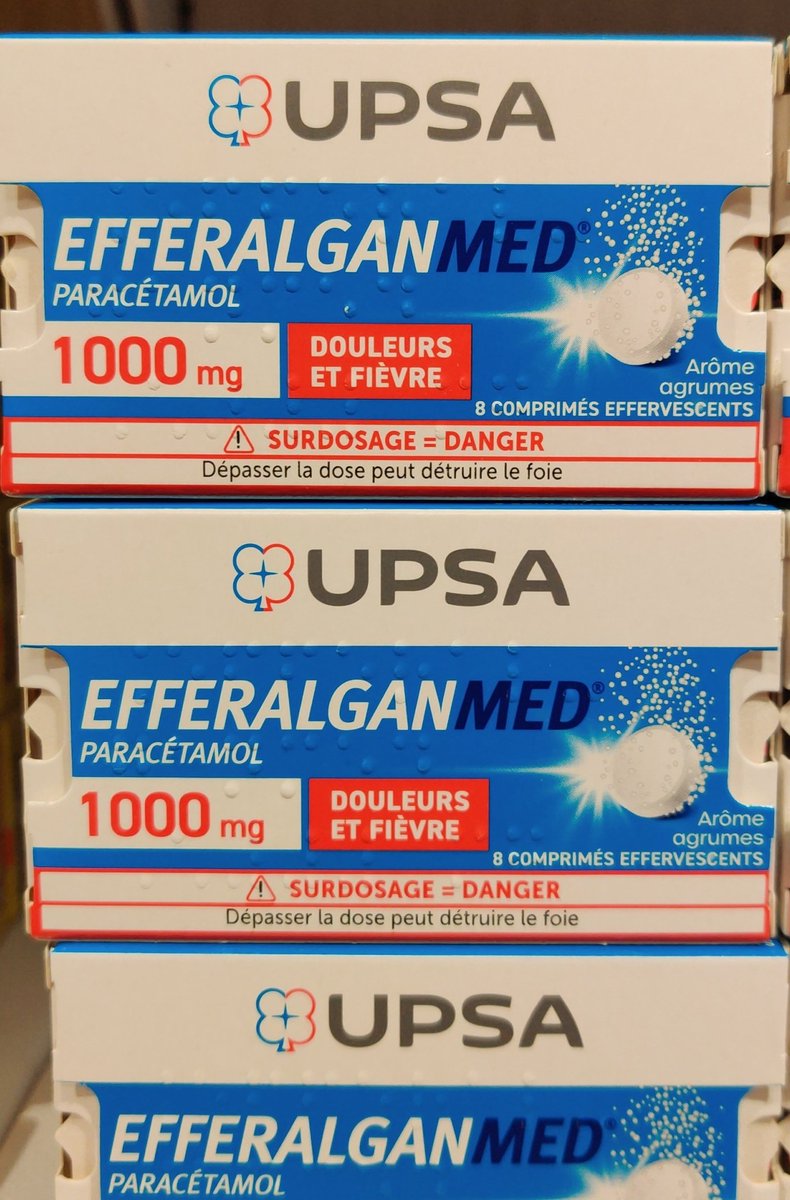 UPSA
EFFERALGANMED®
PARACÉTAMOL
1000 mg
DOULEURS
ET FIÈVRE
Arôme
agrumes
8 COMPRIMÉS EFFERVESCENTS
SURDOSAGE = DANGER
Dépasser la dose peut détruire le foie
UPSA
EFFERALGANMED®
PARACÉTAMOL
1000 mg
DOULEURS
ET FIÈVRE
Arôme
agrumes
8 COMPRIMÉS EFFERVESCENTS
SURDOSAGE = DANGER
Dépasser la dose peut détruire le foie
UPSA
EFFERALGANMED®
PARACÉTAMOL